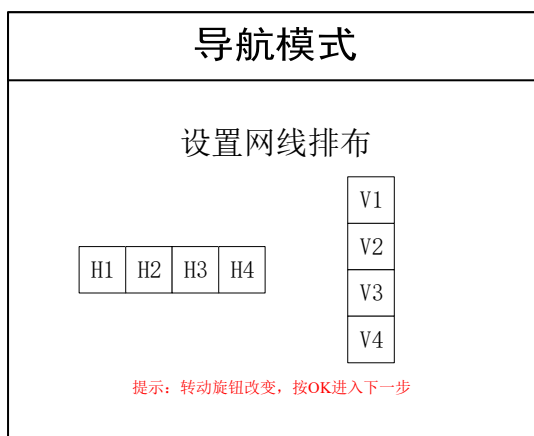 导航模式
设置网线排布
V1
V2
H1 H2 H3 H4
V3
V4
提示：转动旋钮改变，按OK进入下一步